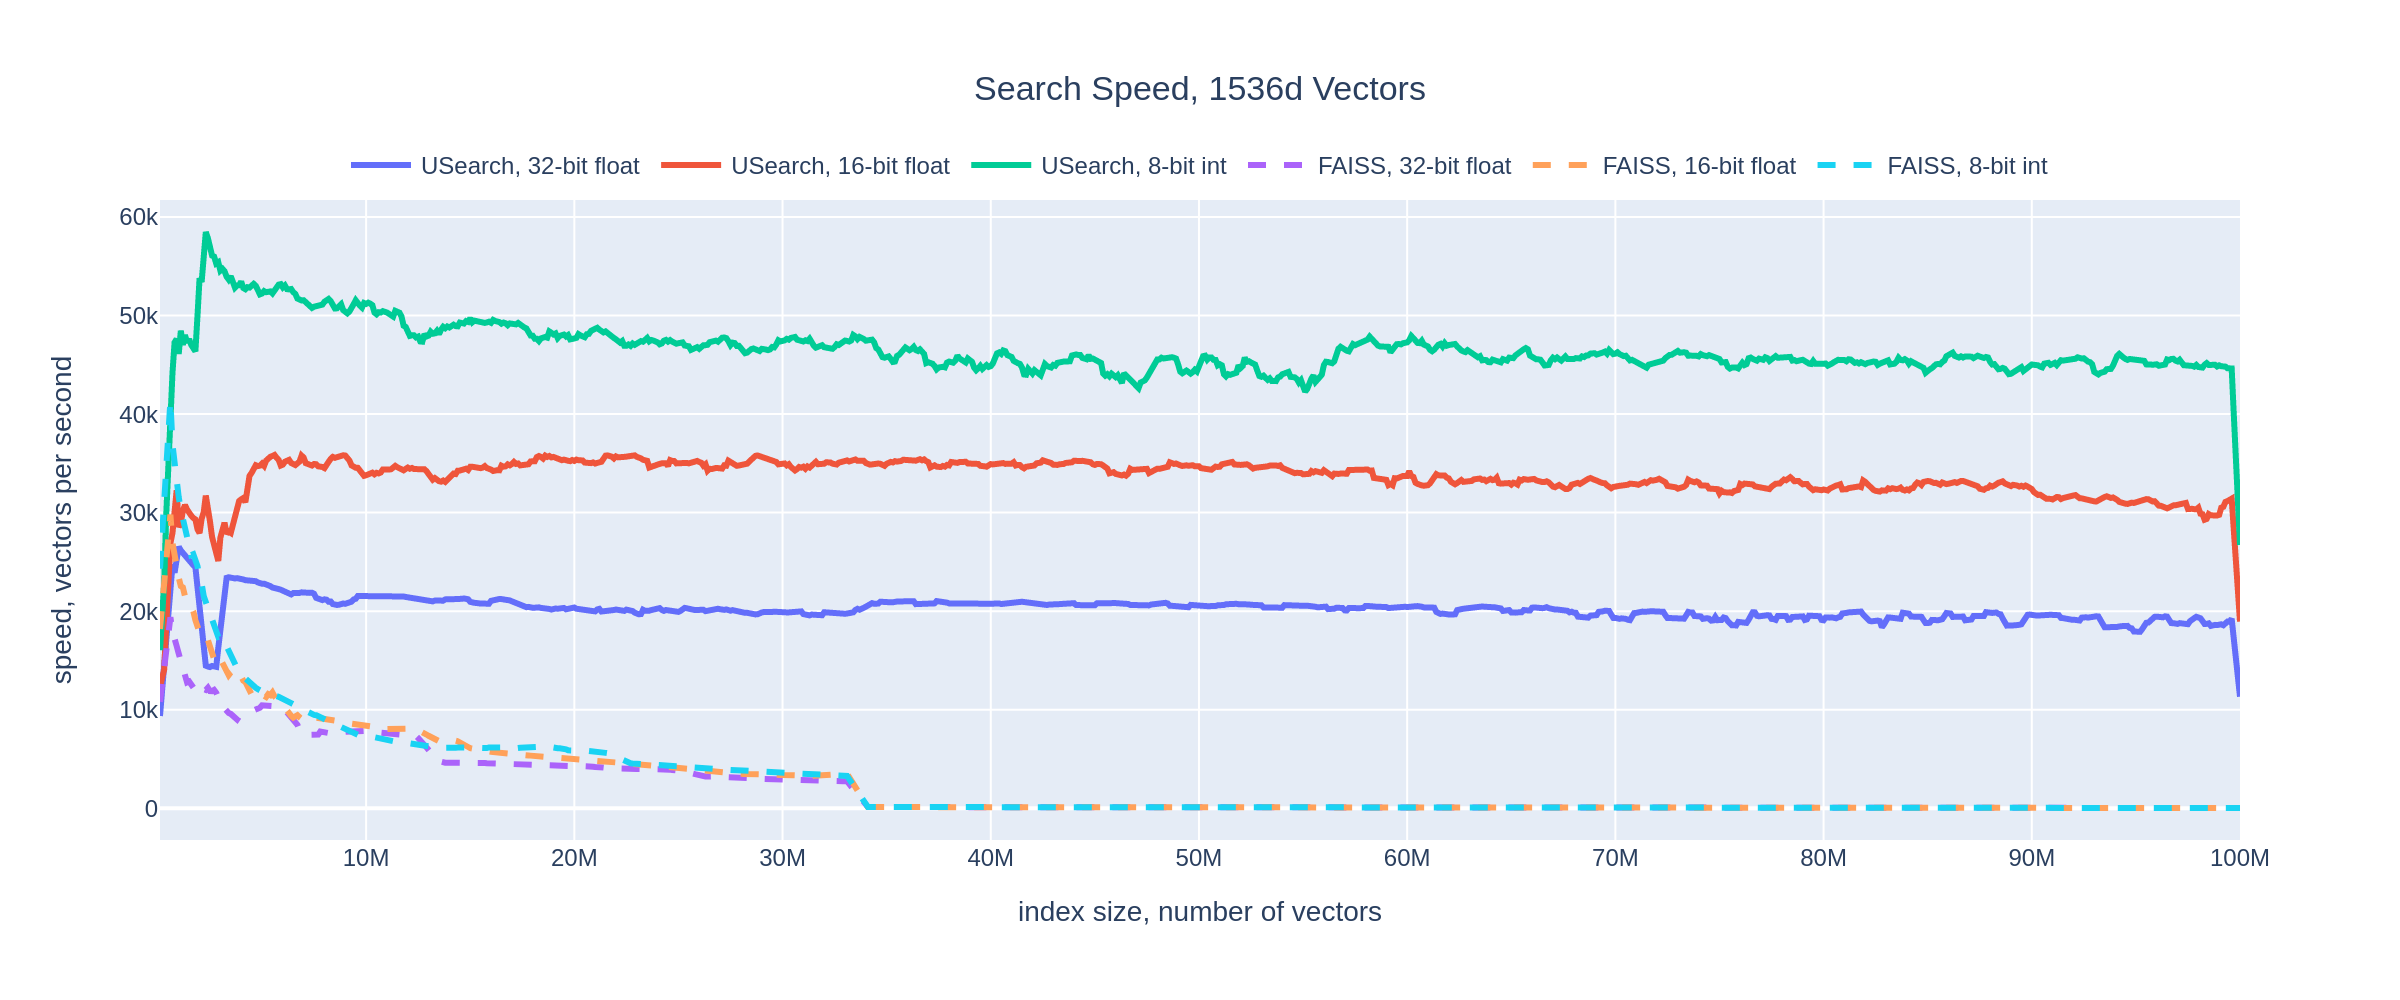 Search Speed, 1536d Vectors
USearch, 32-bit float USearch, 16-bit float USearch, 8-bit int FAISS, 32-bit float FAISS, 16-bit float FAISS, 8-bit int
speed, vectors per second
60k
50k
40k
30k
20k
10k
0
10M 20M 30M 40M 50M 60M 70M 80M 90M 100M
index size, number of vectors